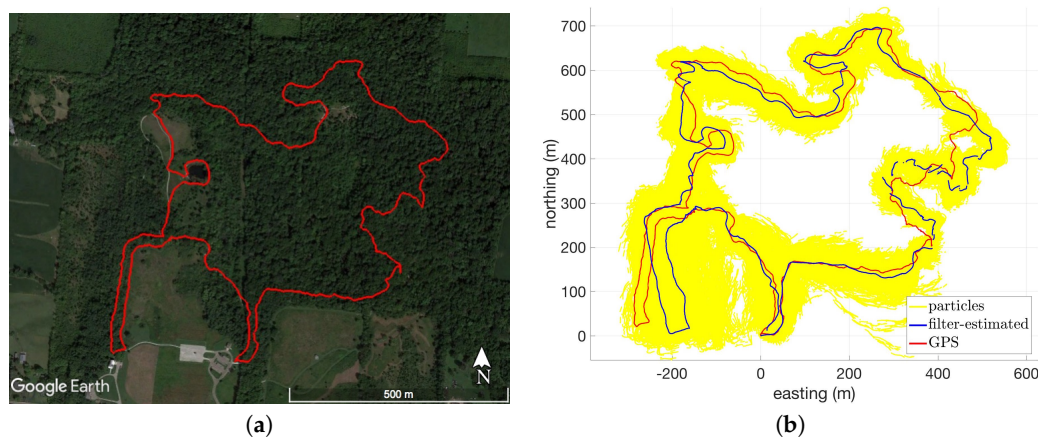 Google Earth
N
500 m
(a)
700
600
500
400
300
200
100
0
northing (m)
-200
0
200
400
600
easting (m)
particles
filter-estimated
GPS
(b)